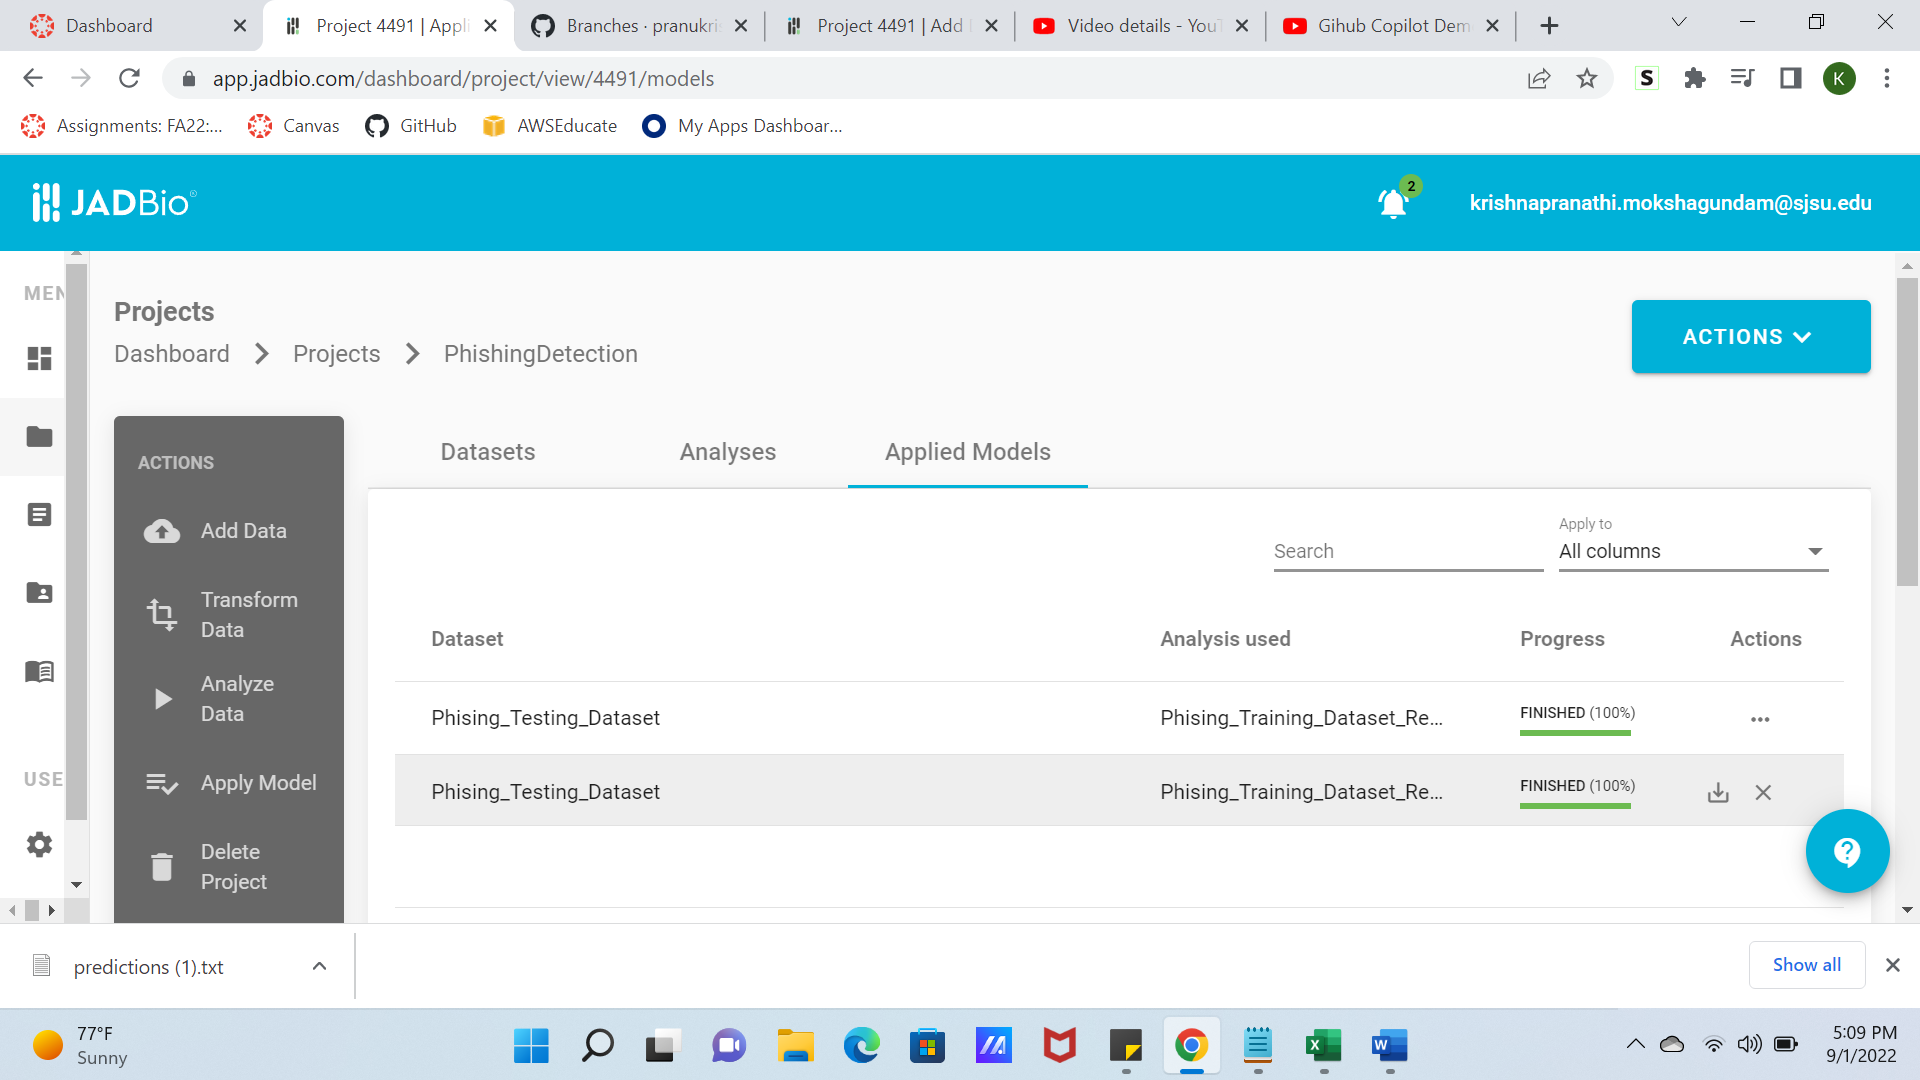 Dashboard
Project 4491 | Appli
Branches · pranukris
Project 4491 | Add
Video details - YouT
Gihub Copilot Dem
app.jadbio.com/dashboard/project/view/4491/models
S
K
Assignments: FA22:...
Canvas
GitHub
AWSEducate
My Apps Dashboar...
JADBio
2
krishnapranathi.mokshagundam@sjsu.edu
MEN
Projects
Dashboard
Projects
PhishingDetection
ACTIONS
ACTIONS
Add Data
Transform
Data
Analyze
Data
Apply Model
Delete
Project
USE
Datasets
Analyses
Applied Models
Search
Apply to
All columns
Dataset
Analysis used
Progress
Actions
Phising_Testing_Dataset
Phising_Training_Dataset_Re...
FINISHED (100%)
Phising_Testing_Dataset
Phising_Training_Dataset_Re...
FINISHED (100%)
predictions (1).txt
Show all
77°F
Sunny
5:09 PM
9/1/2022